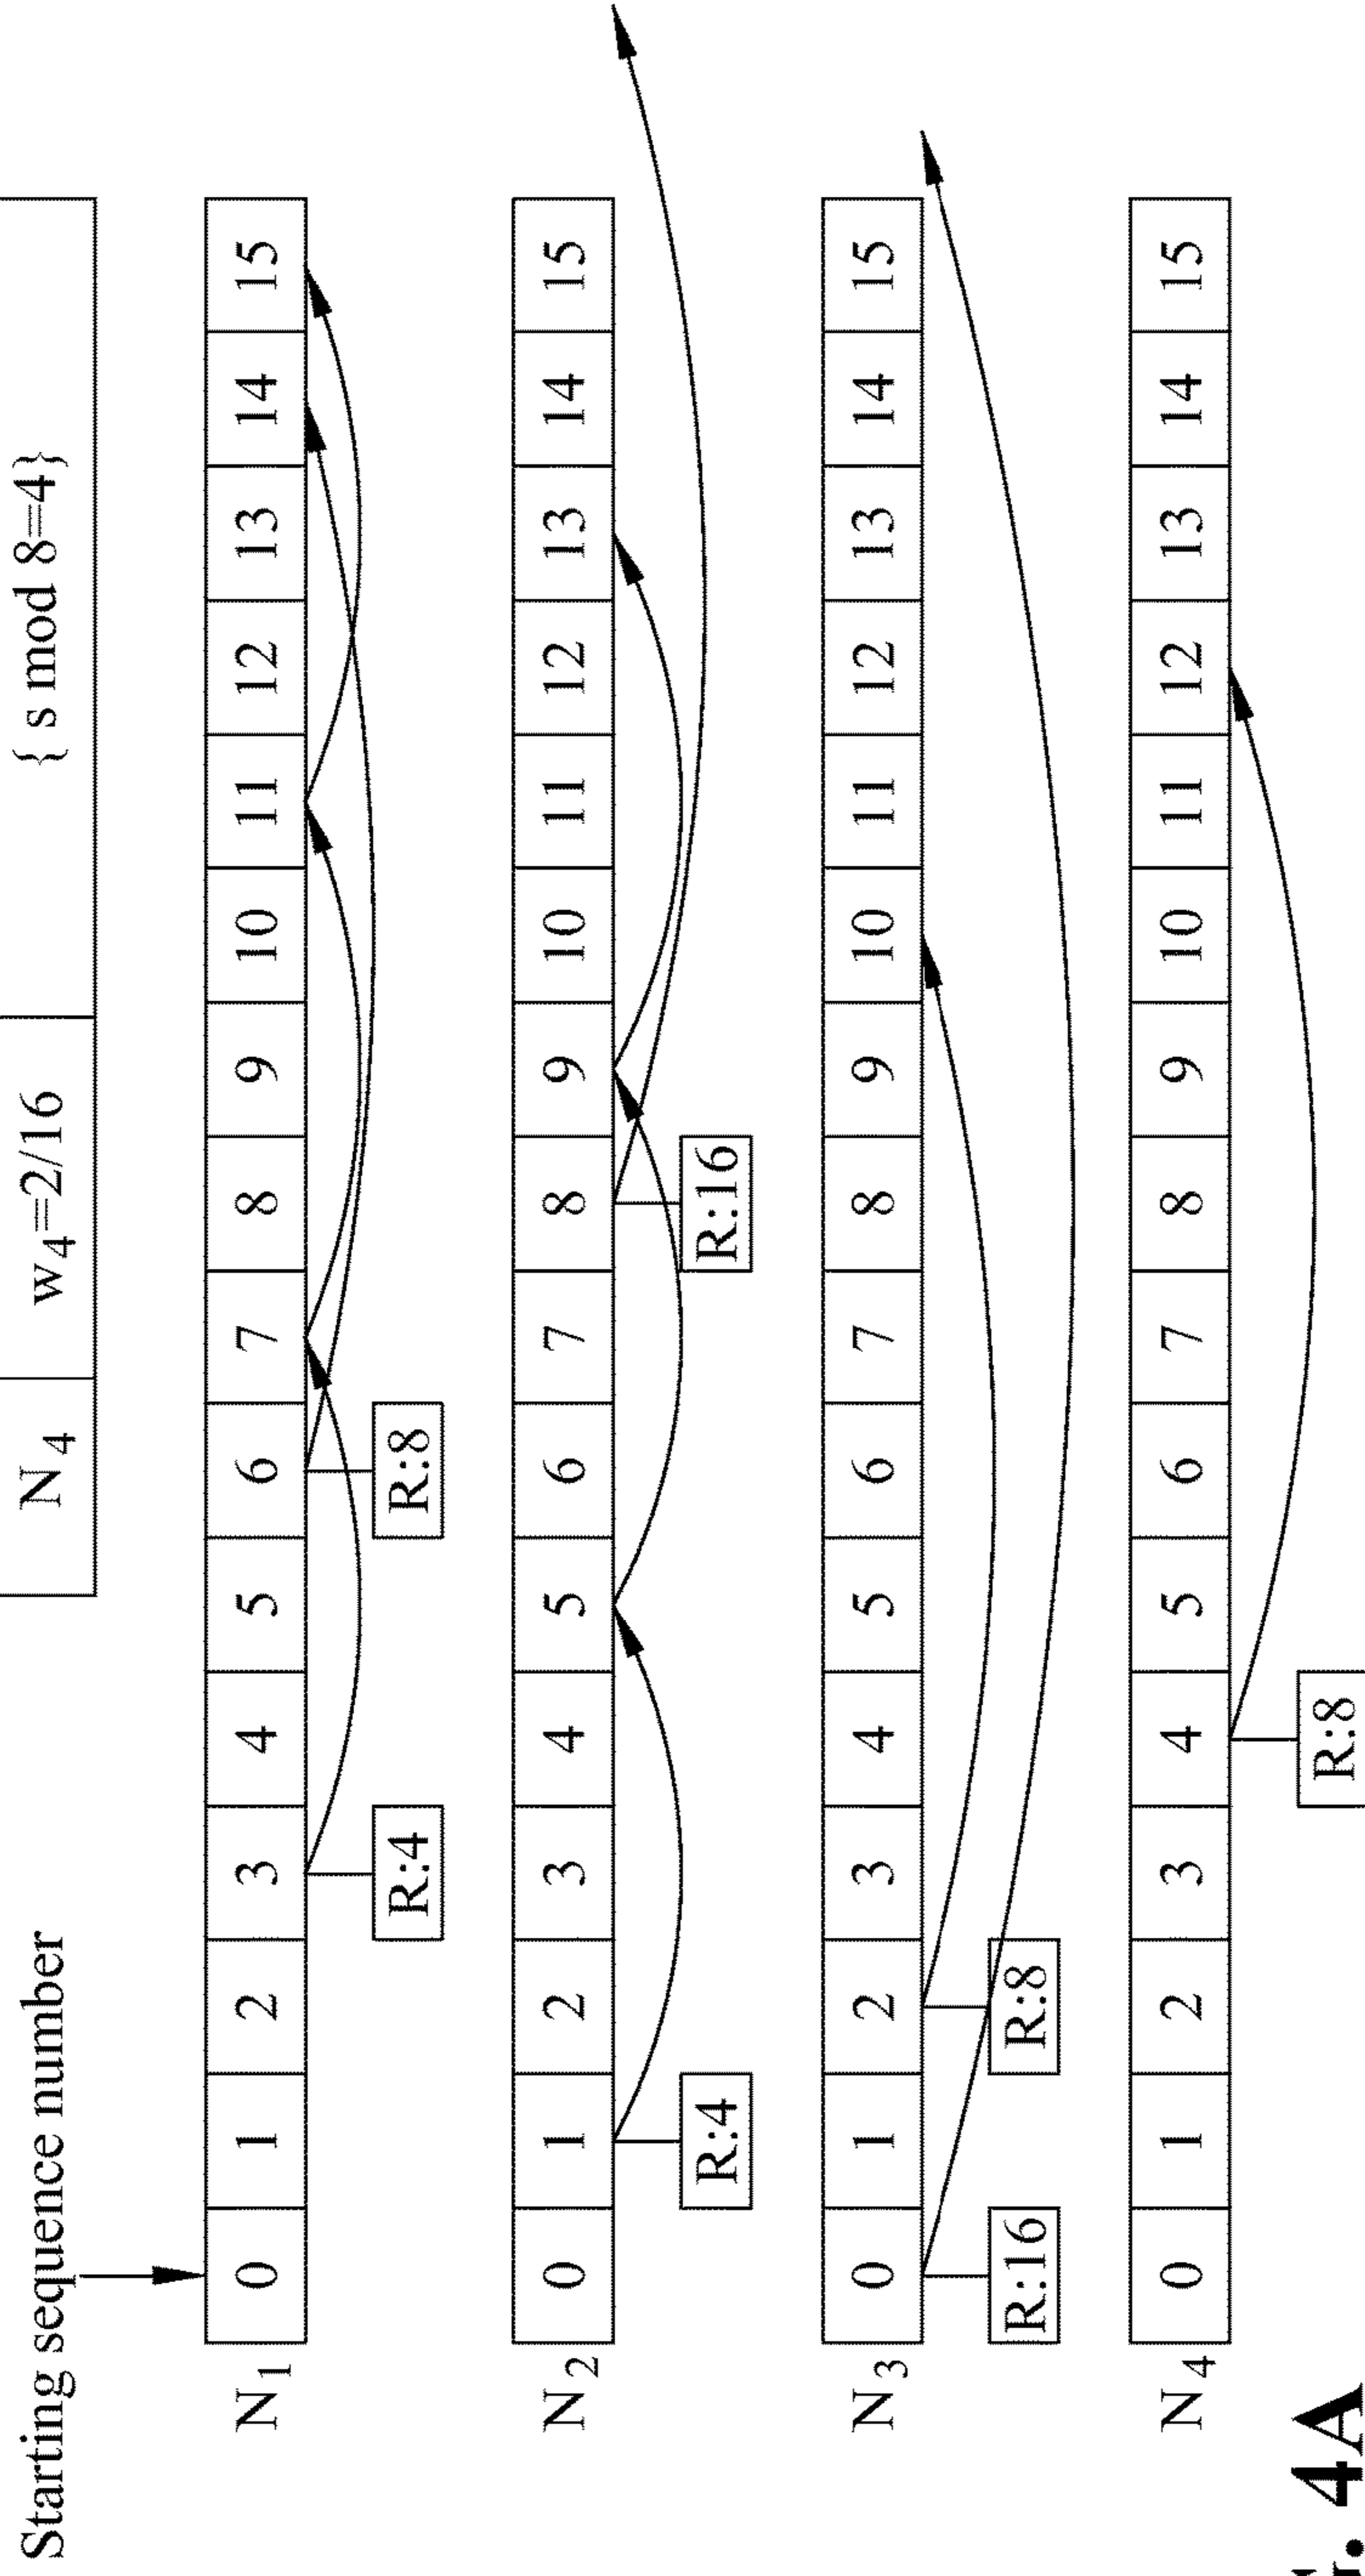 N4 w4=2/16 { s mod 8=4}
Starting sequence number
N1 0 1 2 3 4 5 6 7 8 9 10 11 12 13 14 15
R:4 R:8
N2 0 1 2 3 4 5 6 7 8 9 10 11 12 13 14 15
R:4 R:16
N3 0 1 2 3 4 5 6 7 8 9 10 11 12 13 14 15
R:16 R:8
N4 0 1 2 3 4 5 6 7 8 9 10 11 12 13 14 15
R:8
4A